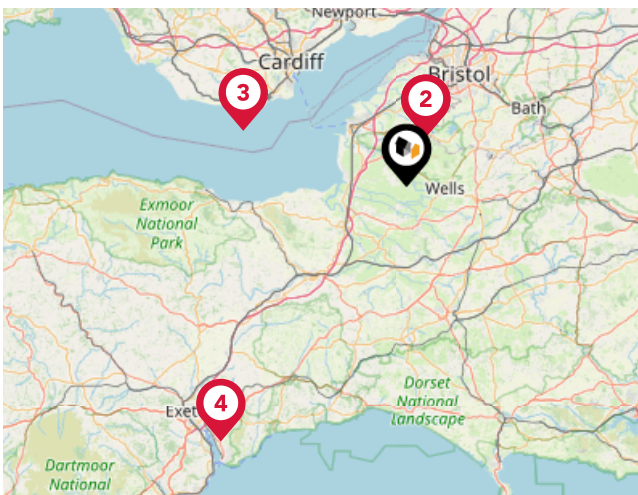 Newport
Cardiff
3
Bristol
2
Bath
Wells
Exmoor
National
Park
4
Exet
Dorset
National
Landscape
Dartmoor
National